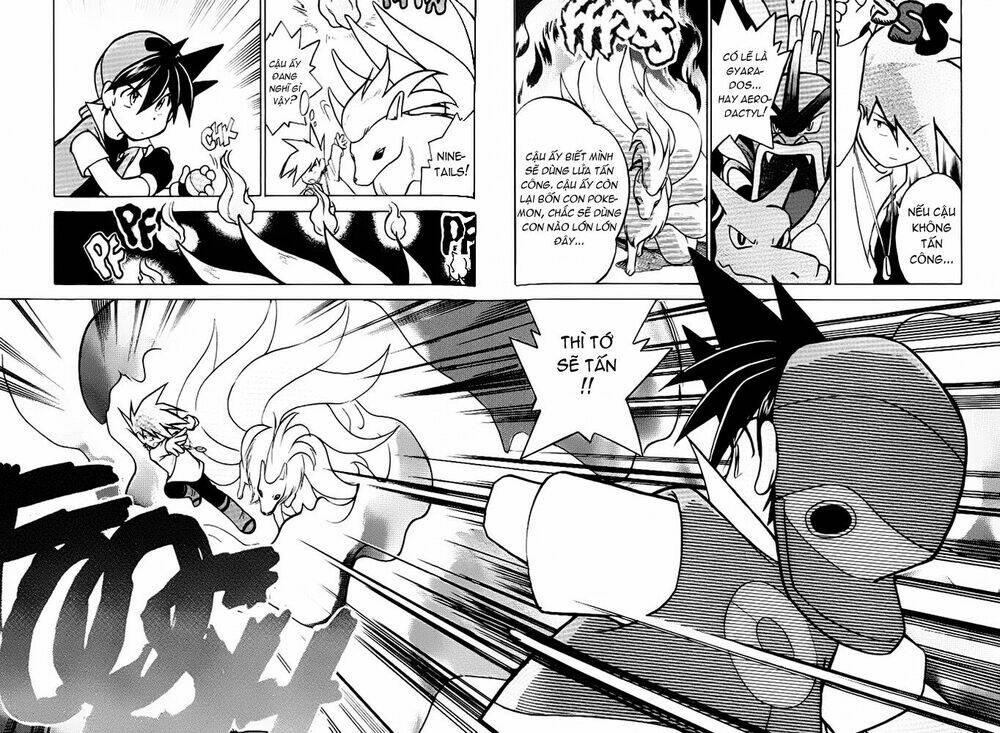 NẾU CẬU
KHÔNG
TẤN
CÔNG...
CÓ LẼ LÀ
GYARA-
DOS...
HAY AERO-
DACTYL!
CẬU ẤY BIẾT MÌNH
SẼ DÙNG LỬA TẤN
CÔNG. CẬU ẤY CÒN
LẠI BỐN CON POKE-
MON, CHẮC SẼ DÙNG
CON NÀO LỚN LỚN
ĐÂY...
NINE-
TAILS!
CẬU ẤY
ĐANG
NGHĨ GÌ
VẬY?
CHK
PF
PF
PF
PF
THÌ TỚ
SẼ TẤN
!!